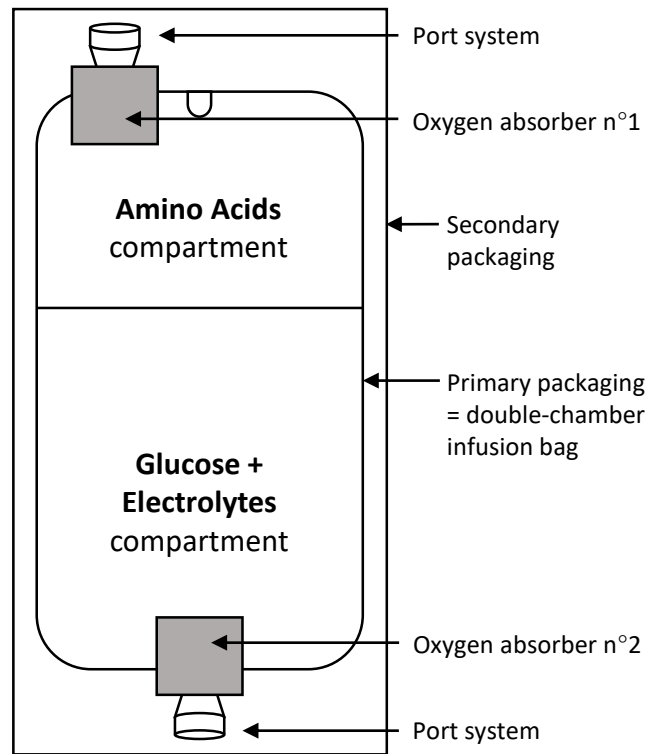 Port system
Oxygen absorber n°1
Amino Acids
compartment
Secondary
packaging
Primary packaging
= double-chamber
infusion bag
Glucose +
Electrolytes
compartment
Oxygen absorber n°2
Port system